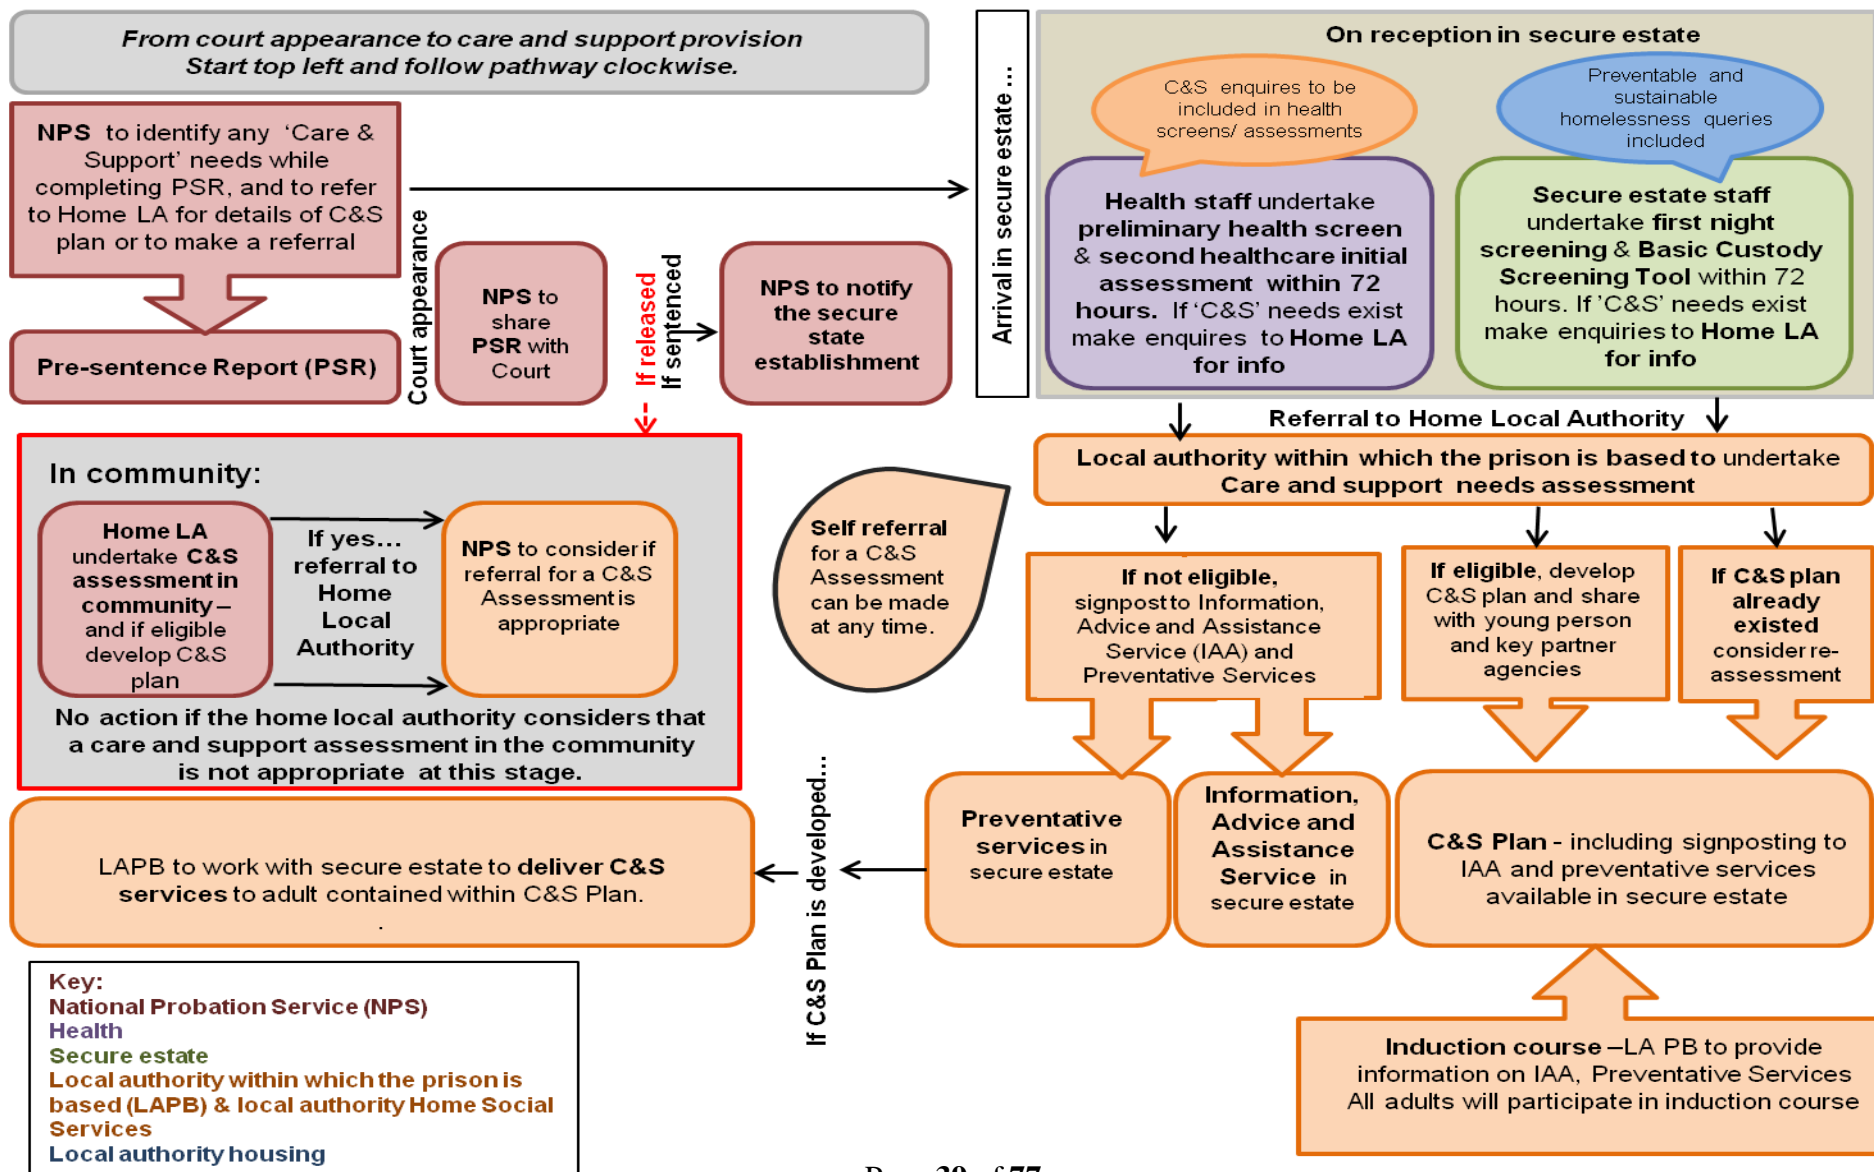 From court appearance to care and support provision
Start top left and follow pathway clockwise.
NPS to identify any ‘Care &
Support’ needs while
completing PSR, and to refer
to Home LA for details of C&S
plan or to make a referral
Pre-sentence Report (PSR)
Court appearance
NPS to
share
PSR with
Court
If released
If sentenced
NPS to notify
the secure
state
establishment
Arrival in secure estate ...
On reception in secure estate
C&S enquires to be
included in health
screens/ assessments
Preventable and
sustainable
homelessness queries
included
Health staff undertake
preliminary health screen
& second healthcare initial
assessment within 72
hours. If ‘C&S’ needs exist
make enquires to Home LA
for info
Secure estate staff
undertake first night
screening & Basic Custody
Screening Tool within 72
hours. If ’C&S’ needs exist
make enquiries to Home LA
for info
Referral to Home Local Authority
Local authority within which the prison is based to undertake
Care and support needs assessment
If not eligible,
signpost to Information,
Advice and Assistance
Service (IAA) and
Preventative Services
If eligible, develop
C&S plan and share
with young person
and key partner
agencies
If C&S plan
already
existed
consider re-
assessment
Self referral
for a C&S
Assessment
can be made
at any time.
In community:
Home LA
undertake C&S
assessment in
community –
and if eligible
develop C&S
plan
If yes...
referral to
Home
Local
Authority
NPS to consider if
referral for a C&S
Assessment is
appropriate
No action if the home local authority considers that
a care and support assessment in the community
is not appropriate at this stage.
Preventative
services in
secure estate
Information,
Advice and
Assistance
Service in
secure estate
C&S Plan - including signposting to
IAA and preventative services
available in secure estate
If C&S Plan is developed...
LAPB to work with secure estate to deliver C&S
services to adult contained within C&S Plan.
.
Induction course –LA PB to provide
information on IAA, Preventative Services
All adults will participate in induction course
Key:
National Probation Service (NPS)
Health
Secure estate
Local authority within which the prison is
based (LAPB) & local authority Home Social
Services
Local authority housing
39 of 77